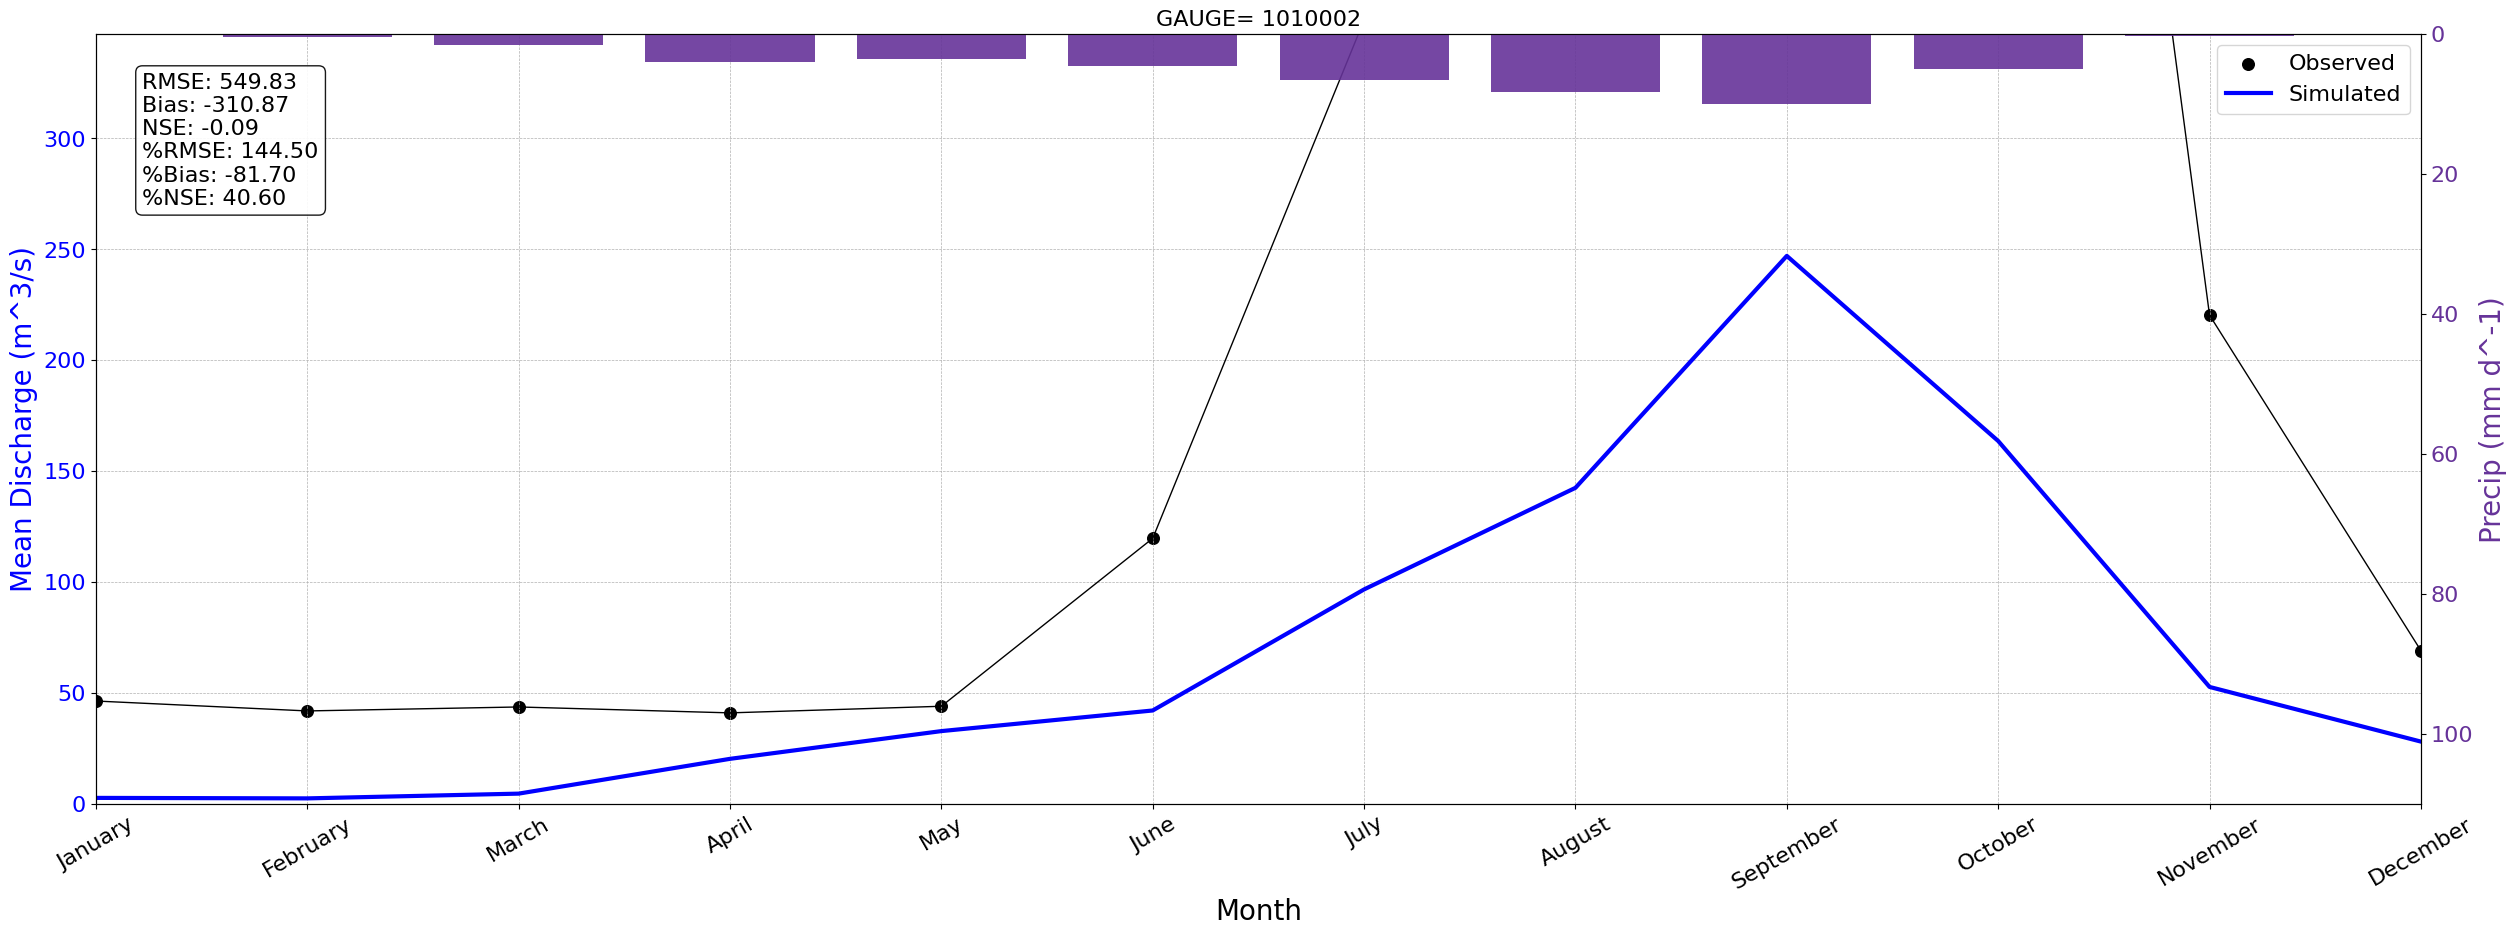 GAUGE= 1010002
RMSE: 549.83
Bias: -310.87
NSE: -0.09
%RMSE: 144.50
%Bias: -81.70
%NSE: 40.60
Observed
Simulated
Mean Discharge (m^3/s)
300
250
200
150
100
50
0
Precip (mm d^-1)
0
20
40
60
80
100
January
February
March
April
May
June
July
August
September
October
November
December
Month